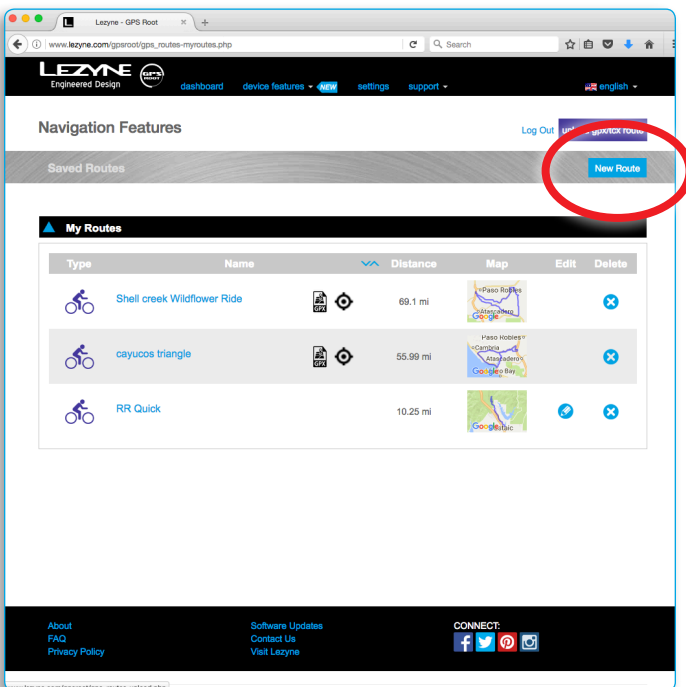 Lezyne - GPS Root
www.lezyne.com/gpsroot/gps_routes-myroutes.php
Search
LEZYNE GPS ROOT
Engineered Design
dashboard device features NEW settings support english
Navigation Features
Log Out
Saved Routes
New Route
My Routes
Type Name Distance Map Edit Delete
Shell creek Wildflower Ride GPX 69.1 mi
Paso Robles
Atascadero
Google
cayucos triangle GPX 55.99 mi
Paso Robles
Cambria
Atascadero
Google Bay
RR Quick 10.25 mi
Google
About Software Updates CONNECT:
FAQ Contact Us
Privacy Policy Visit Lezyne